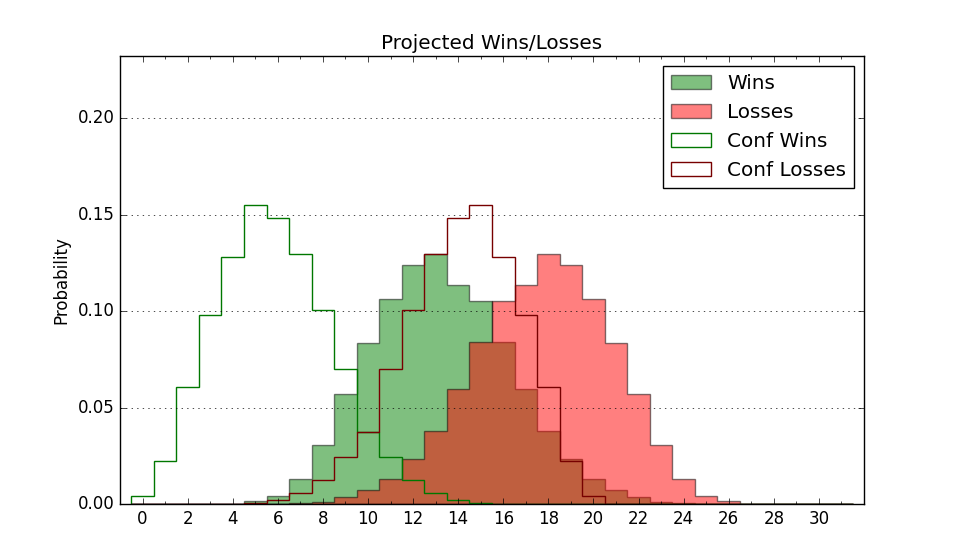 Projected Wins/Losses
Wins
Losses
Conf Wins
Conf Losses
Probability
0.20
0.15
0.10
0.05
0.00
0 2 4 6 8 10 12 14 16 18 20 22 24 26 28 30